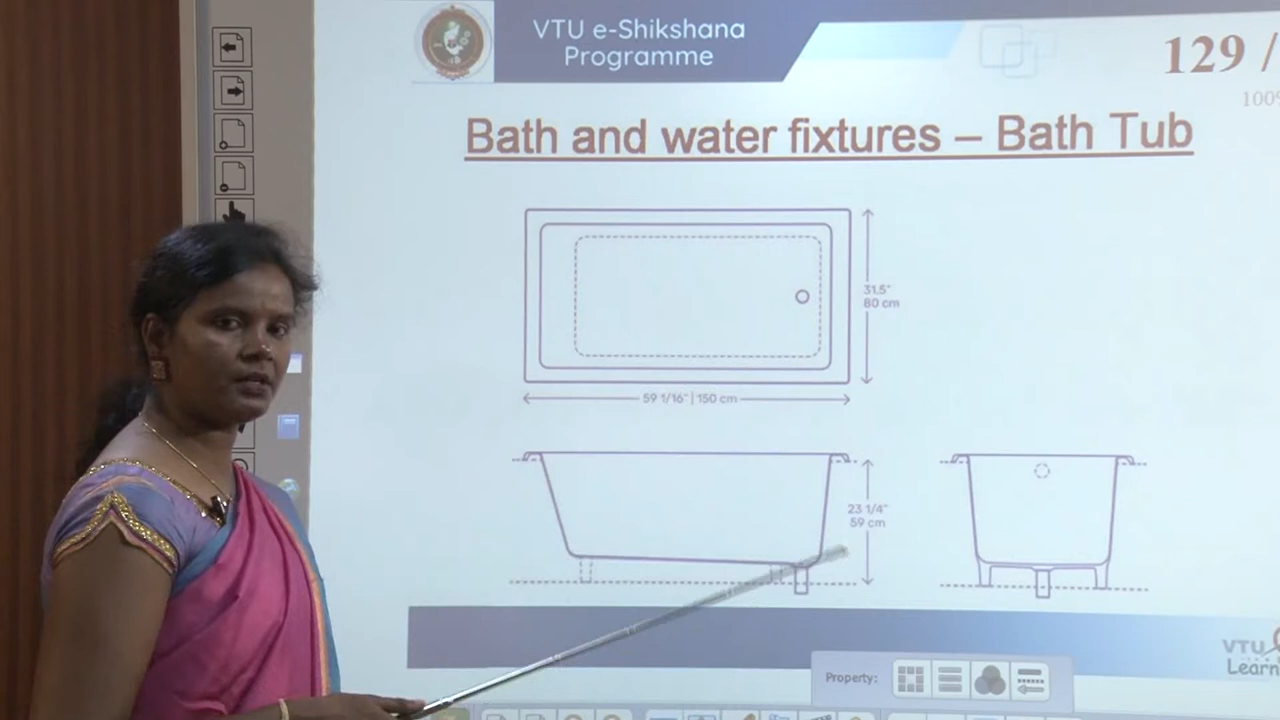 VTU e-Shikshana
Programme
129 /
100%
Bath and water fixtures – Bath Tub
31.5"
80 cm
59 1/16" | 150 cm
23 1/4"
59 cm
VTU
Learn
Property: